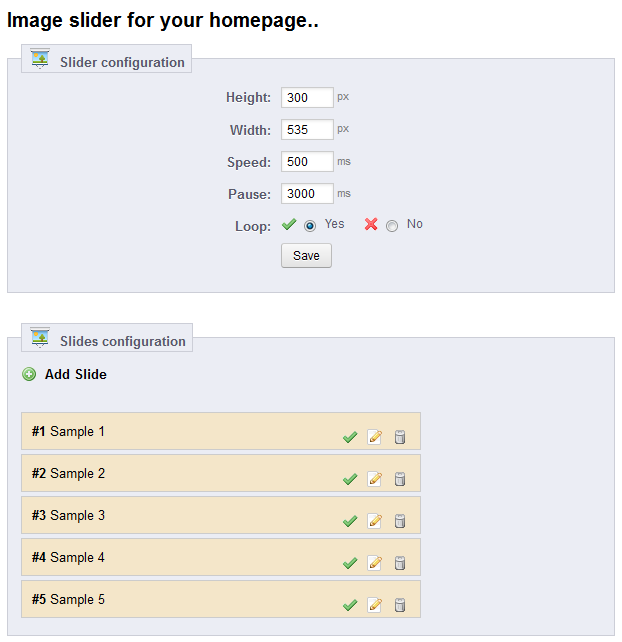 Image slider for your homepage..
Slider configuration
Height: 300 px
Width: 535 px
Speed: 500 ms
Pause: 3000 ms
Loop: Yes No
Save
Slides configuration
Add Slide
#1 Sample 1
#2 Sample 2
#3 Sample 3
#4 Sample 4
#5 Sample 5